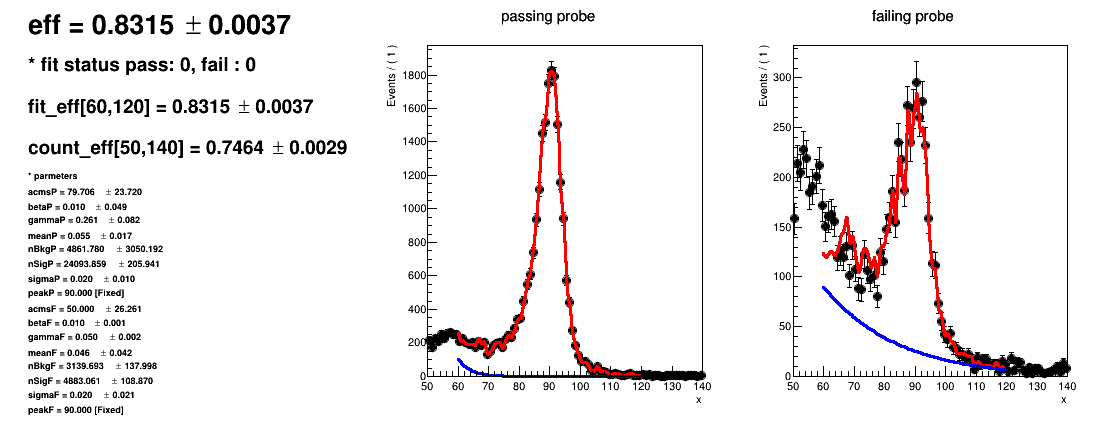 eff = 0.8315 ± 0.0037
* fit status pass: 0, fail : 0
fit_eff[60,120] = 0.8315 ± 0.0037
count_eff[50,140] = 0.7464 ± 0.0029
* parmeters
acmsP = 79.706 ± 23.720
betaP = 0.010 ± 0.049
gammaP = 0.261 ± 0.082
meanP = 0.055 ± 0.017
nBkgP = 4861.780 ± 3050.192
nSigP = 24093.859 ± 205.941
sigmaP = 0.020 ± 0.010
peakP = 90.000 [Fixed]
acmsF = 50.000 ± 26.261
betaF = 0.010 ± 0.001
gammaF = 0.050 ± 0.002
meanF = 0.046 ± 0.042
nBkgF = 3139.693 ± 137.998
nSigF = 4883.061 ± 108.870
sigmaF = 0.020 ± 0.021
peakF = 90.000 [Fixed]
passing probe
Events / ( 1 )
1800
1600
1400
1200
1000
800
600
400
200
0
50 60 70 80 90 100 110 120 130 140
x
failing probe
Events / ( 1 )
300
250
200
150
100
50
0
50 60 70 80 90 100 110 120 130 140
x